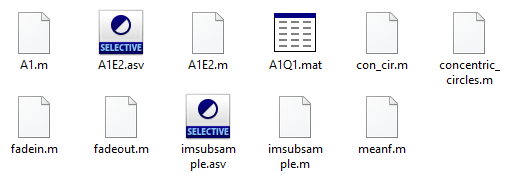 SELECTIVE
A1.m A1E2.asv A1E2.m A1Q1.mat con_cir.m concentric_
circles.m
SELECTIVE
fadein.m fadeout.m imsubsam imsubsam meanf.m
ple.asv ple.m